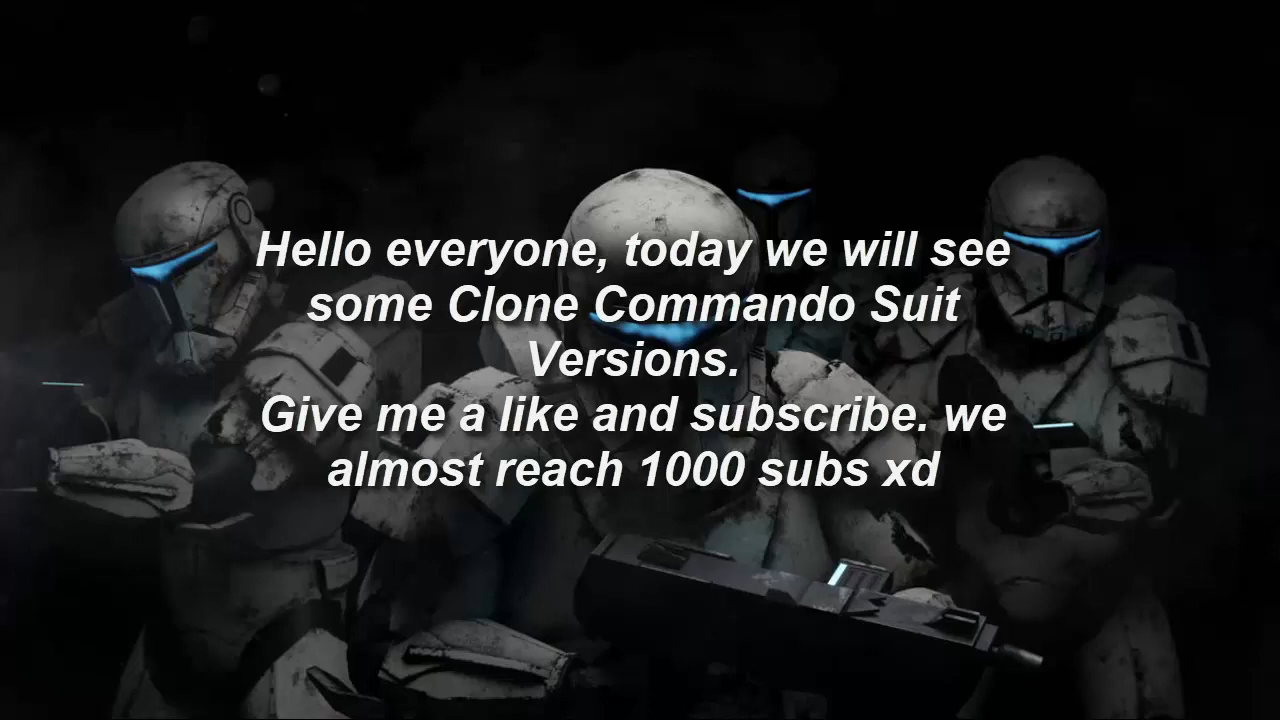 Hello everyone, today we will see
some Clone Commando Suit
Versions.
Give me a like and subscribe. we
almost reach 1000 subs xd